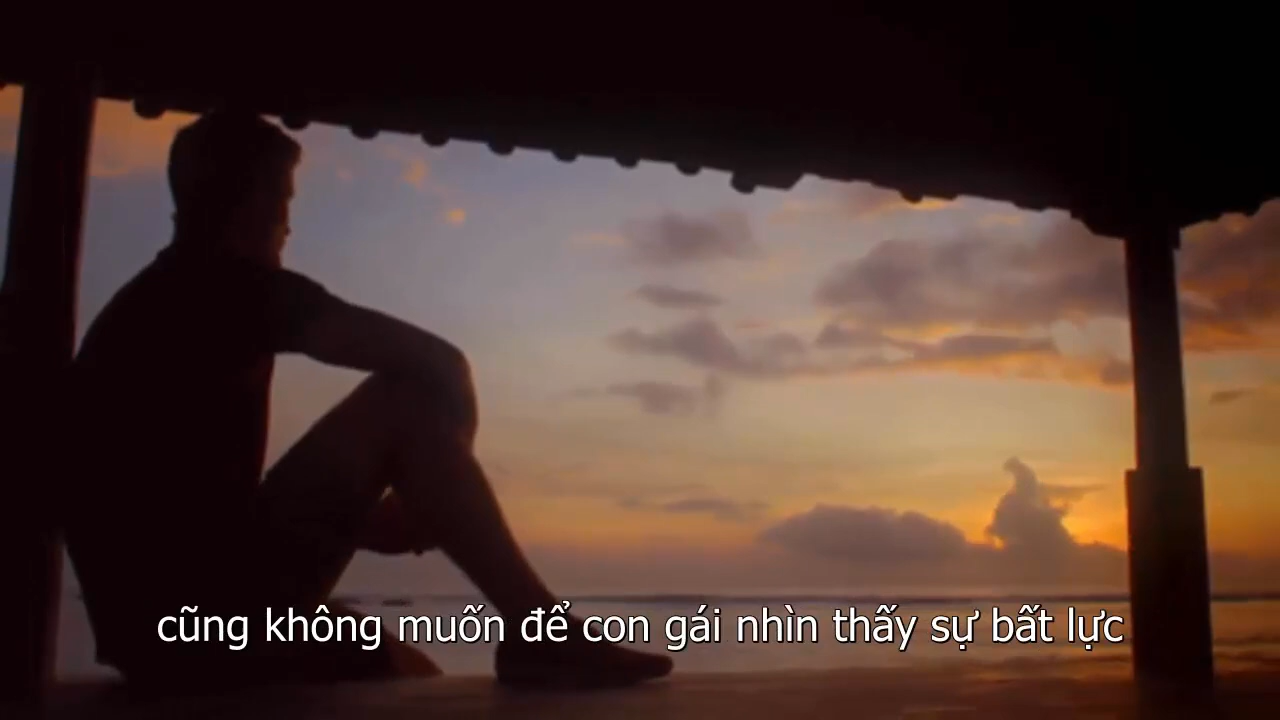 cũng không muốn để con gái nhìn thấy sự bất lực